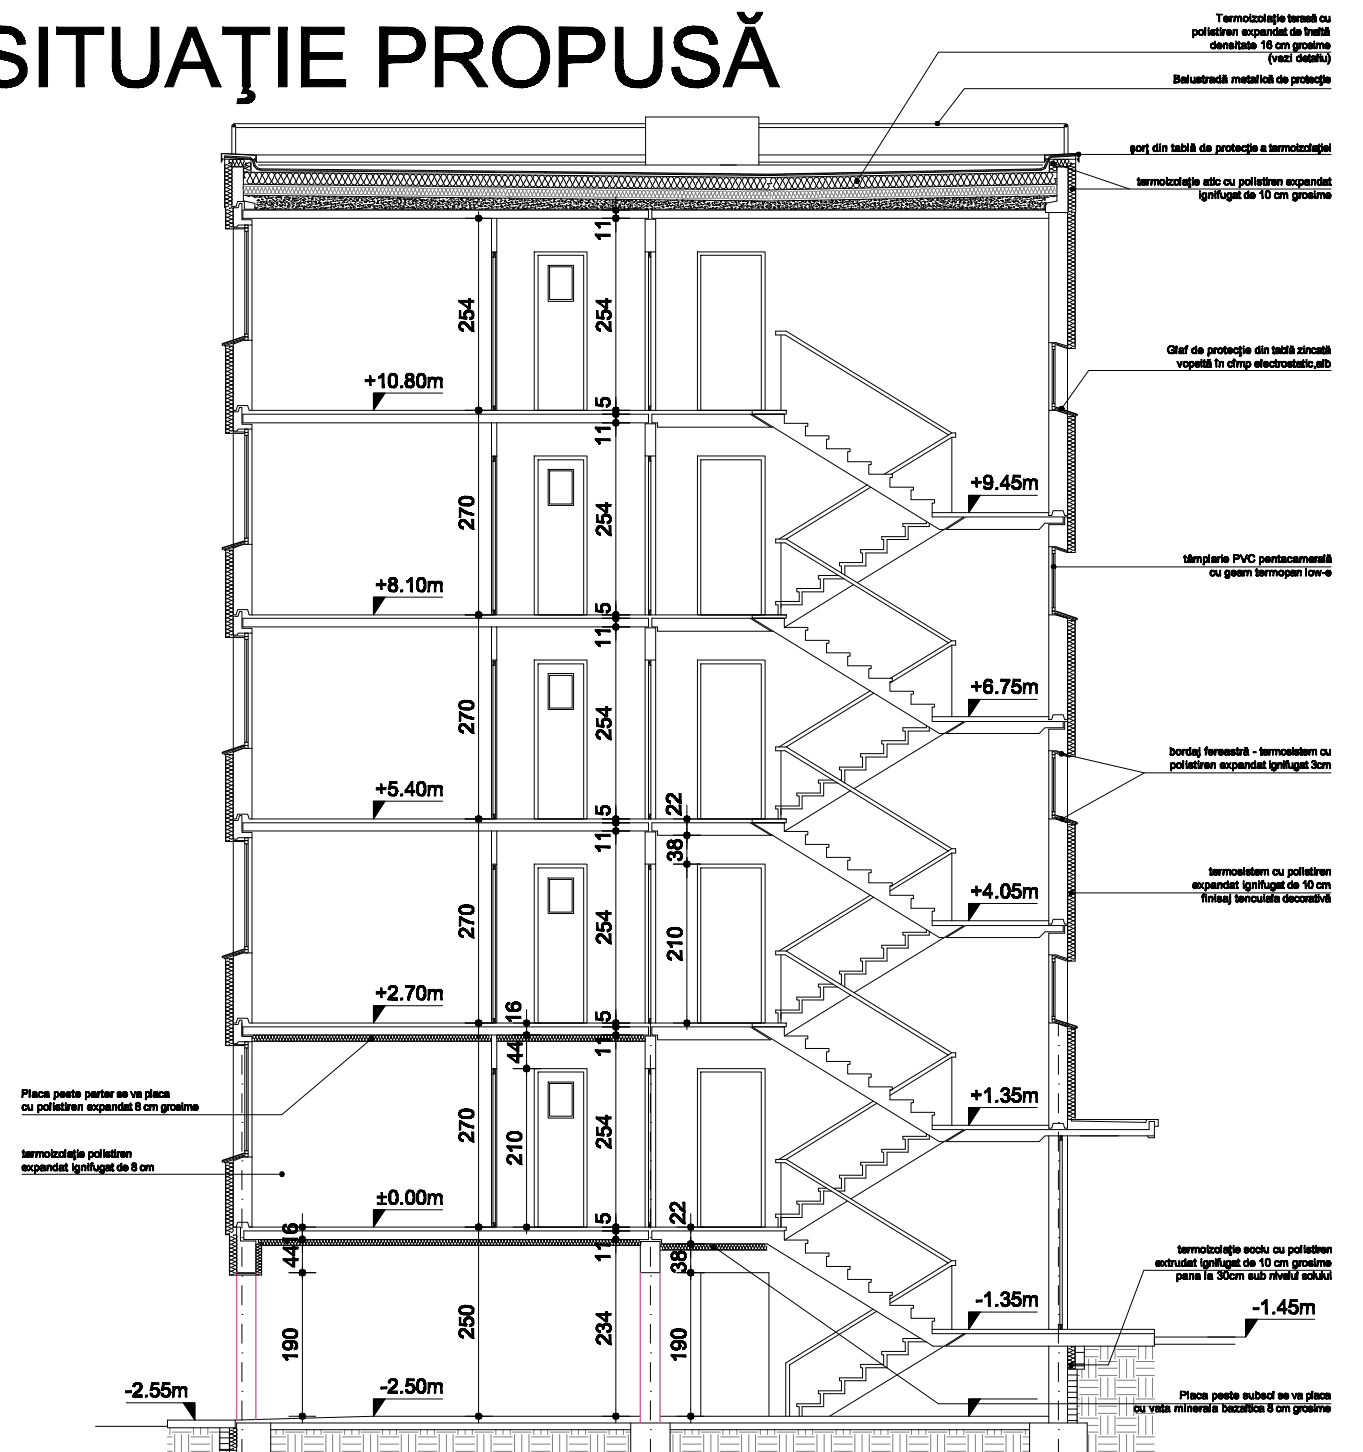 SITUAŢIE PROPUSĂ
Termoizolaţie terasă cu
polistiren expandat de înaltă
densitate 16 cm grosime
(vezi detaliu)
Balustradă metalică de protecţie
şorţ din tablă de protecţie a termoizolaţiei
termoizolaţie atic cu polistiren expandat
ignifugat de 10 cm grosime
11
254
254
+10.80m
5
11
Glaf de protecţie din tablă zincată
vopsită în cîmp electrostatic,alb
+9.45m
270
254
tâmplarie PVC pentacamerală
cu geam termopan low-e
+8.10m
5
11
+6.75m
270
254
bordaj fereastră - termosistem cu
polistiren expandat ignifugat 3cm
+5.40m
5
22
11
38
termosistem cu polistiren
expandat ignifugat de 10 cm
finisaj tencuiala decorativă
+4.05m
270
254
210
+2.70m
16
5
44
11
Placa peste parter se va placa
cu polistiren expandat 8 cm grosime
+1.35m
270
210
254
termoizolaţie polistiren
expandat ignifugat de 8 cm
±0.00m
5
22
16
44
11
38
termoizolaţie soclu cu polistiren
extrudat ignifugat de 10 cm grosime
pana la 30cm sub nivelul solului
-1.35m
-1.45m
190
250
234
190
-2.55m
-2.50m
Placa peste subsol se va placa
cu vata minerala bazaltica 8 cm grosime